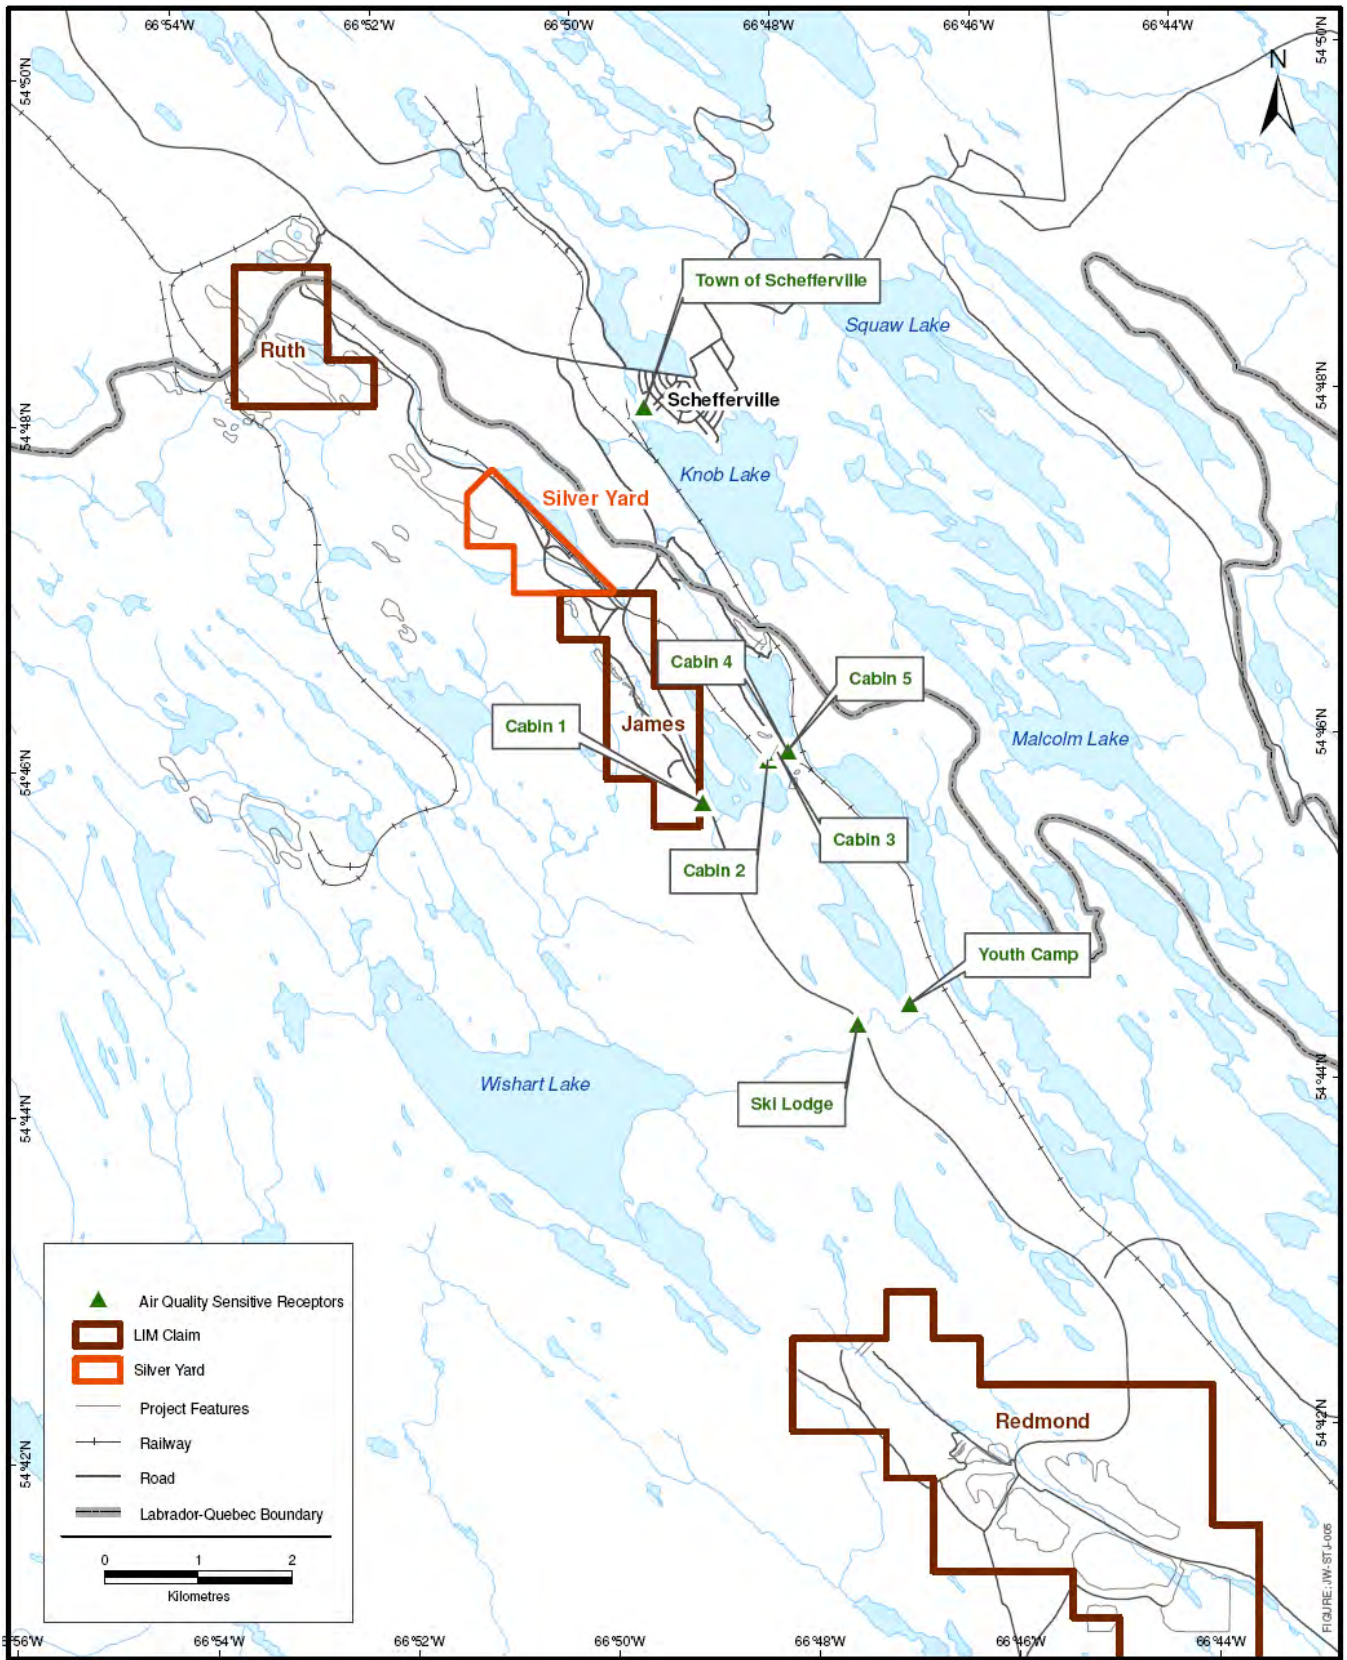 66°54'W 66°52'W 66°50'W 66°48'W 66°46'W 66°44'W
54°50'N
54°50'N
N
Town of Schefferville
Squaw Lake
Ruth
Schefferville
54°48'N
54°48'N
Knob Lake
Silver Yard
Cabin 4
Cabin 5
Cabin 1
James
Malcolm Lake
54°46'N
54°46'N
Cabin 3
Cabin 2
Youth Camp
Wishart Lake
54°44'N
Ski Lodge
54°44'N
Air Quality Sensitive Receptors
LIM Claim
Silver Yard
Project Features
Railway
Road
Labrador-Quebec Boundary
0 1 2
Kilometres
Redmond
54°42'N
54°42'N
FIGURE: JW-STJ-005
56°W 66°54'W 66°52'W 66°50'W 66°48'W 66°46'W 66°44'W